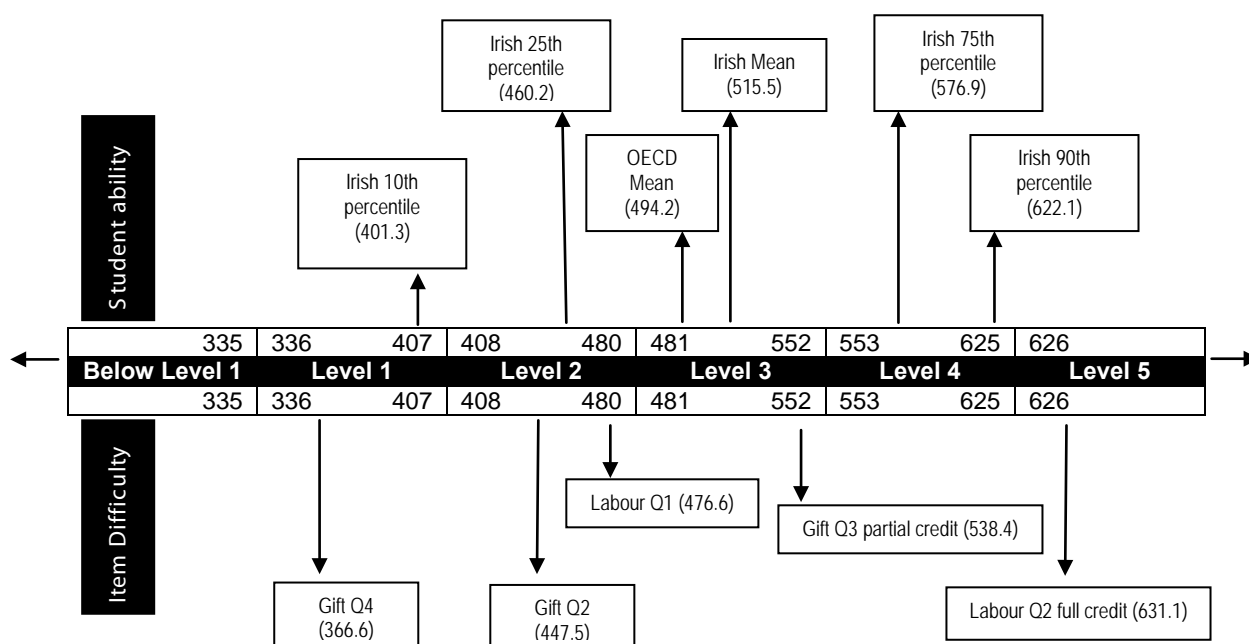 Irish 25th
percentile
(460.2)
Irish Mean
(515.5)
Irish 75th
percentile
(576.9)
Irish 10th
percentile
(401.3)
OECD
Mean
(494.2)
Irish 90th
percentile
(622.1)
Student ability
335 336 407 408 480 481 552 553 625 626
Below Level 1 Level 1 Level 2 Level 3 Level 4 Level 5
335 336 407 408 480 481 552 553 625 626
Item Difficulty
Labour Q1 (476.6)
Gift Q3 partial credit (538.4)
Gift Q4
(366.6)
Gift Q2
(447.5)
Labour Q2 full credit (631.1)